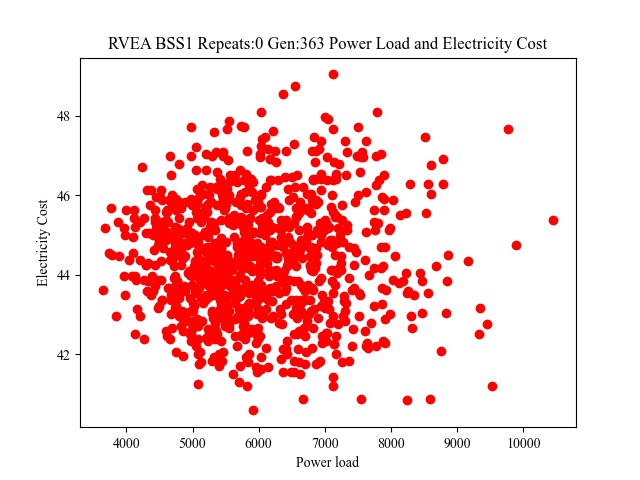 RVEA BSS1 Repeats:0 Gen:363 Power Load and Electricity Cost
48
46
44
42
Electricity Cost
4000 5000 6000 7000 8000 9000 10000
Power load